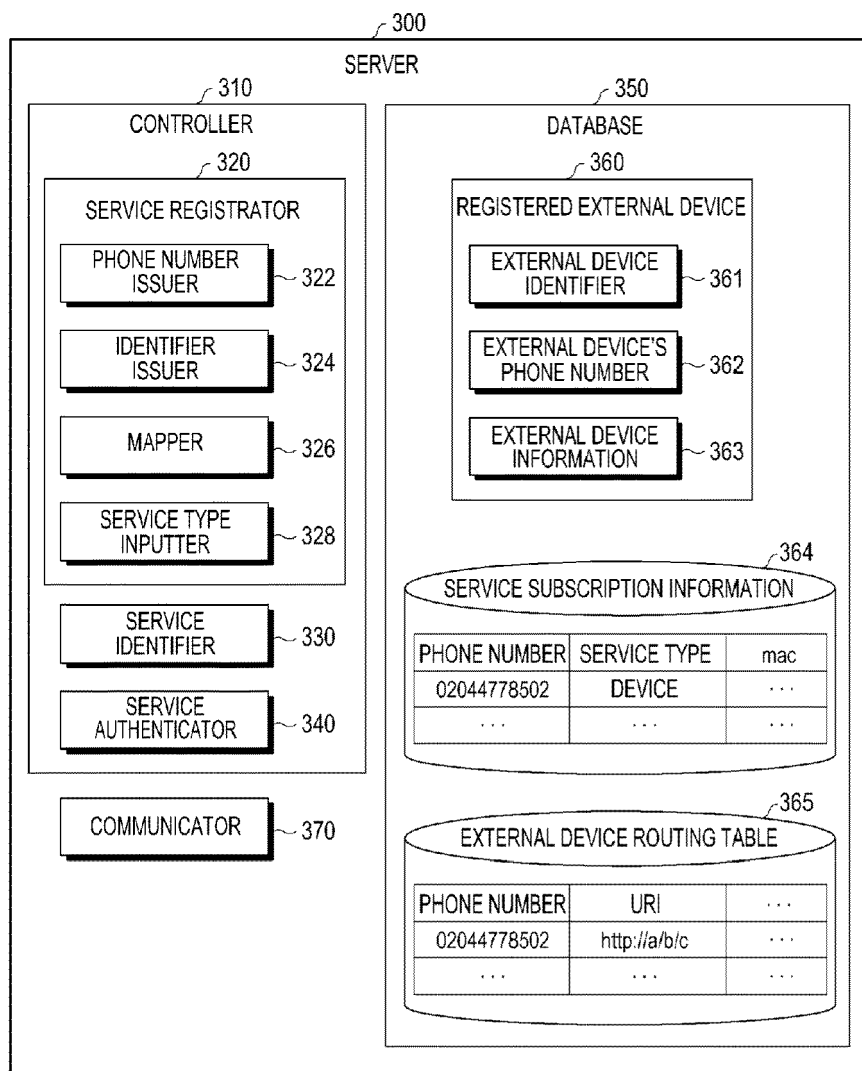 300
SERVER
310
CONTROLLER
320
SERVICE REGISTRATOR
PHONE NUMBER
ISSUER
322
IDENTIFIER
ISSUER
324
MAPPER
326
SERVICE TYPE
INPUTTER
328
SERVICE
IDENTIFIER
330
SERVICE
AUTHENTICATOR
340
COMMUNICATOR
370
350
DATABASE
360
REGISTERED EXTERNAL DEVICE
EXTERNAL DEVICE
IDENTIFIER
361
EXTERNAL DEVICE'S
PHONE NUMBER
362
EXTERNAL DEVICE
INFORMATION
363
364
SERVICE SUBSCRIPTION INFORMATION
PHONE NUMBER SERVICE TYPE mac
02044778502 DEVICE ...
... ... ...
365
EXTERNAL DEVICE ROUTING TABLE
PHONE NUMBER URI ...
02044778502 http://a/b/c ...
... ... ...